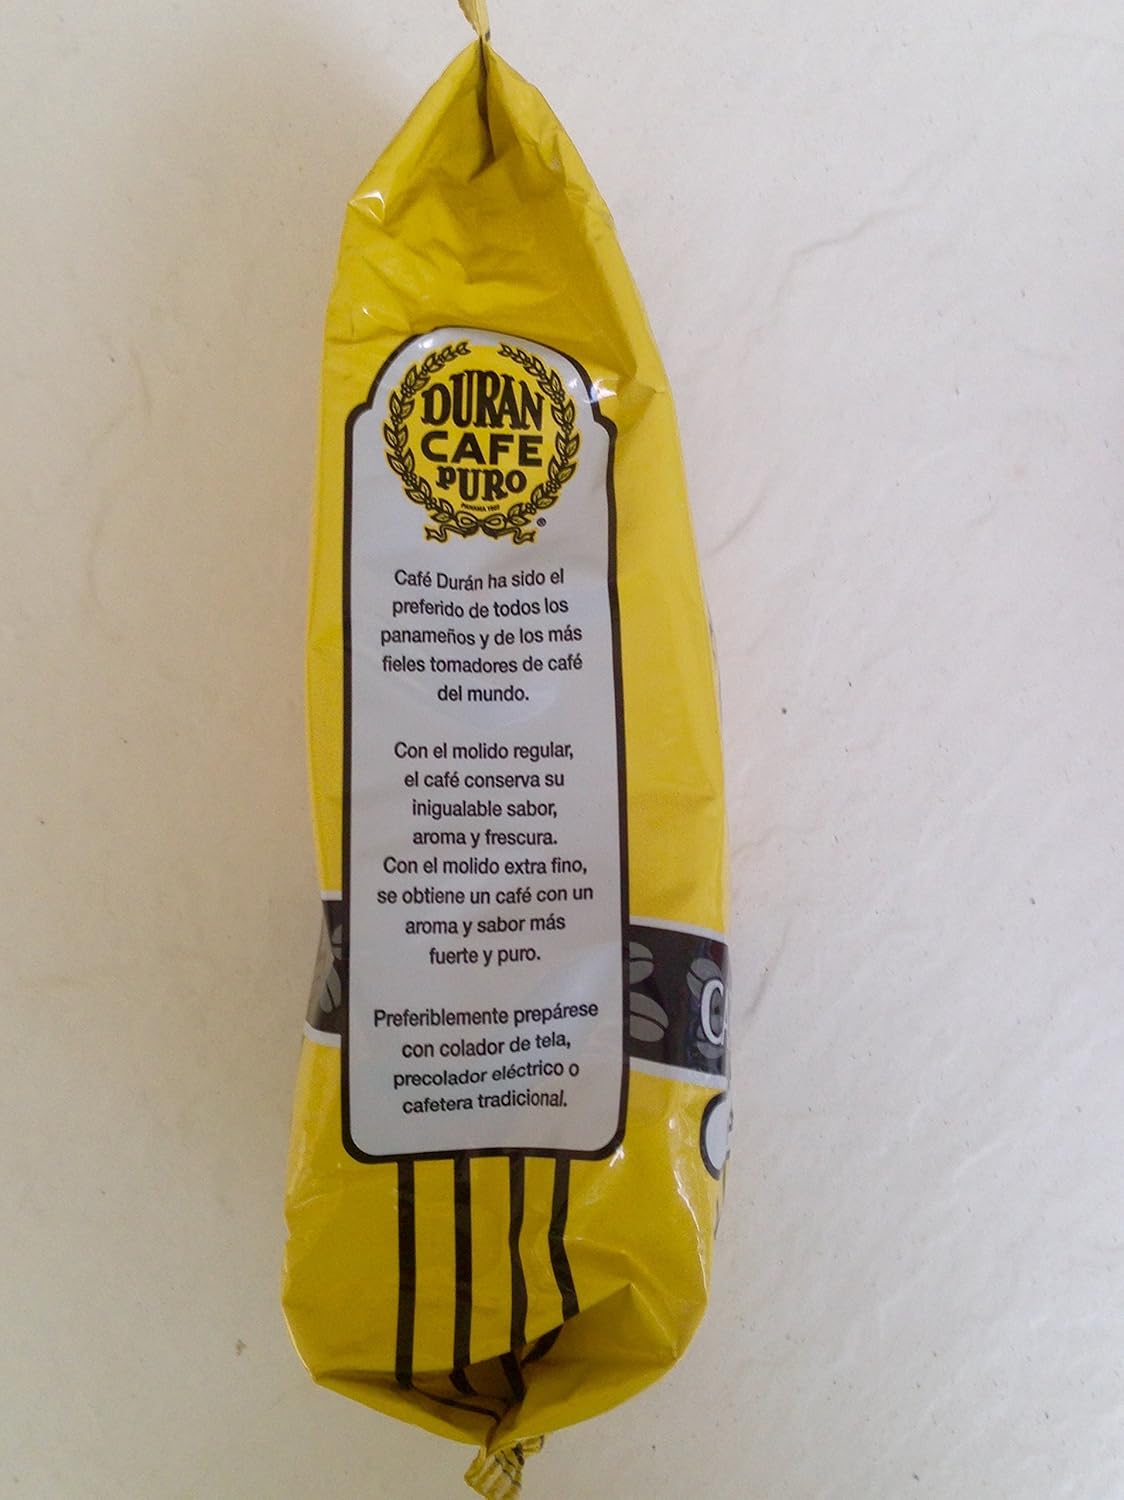 DURAN
CAFE
PURO
PANAMA 1907
®
Café Durán ha sido el
preferido de todos los
panameños y de los más
fieles tomadores de café
del mundo.
Con el molido regular,
el café conserva su
inigualable sabor,
aroma y frescura.
Con el molido extra fino,
se obtiene un café con un
aroma y sabor más
fuerte y puro.
Preferiblemente prepárese
con colador de tela,
precolador eléctrico o
cafetera tradicional.